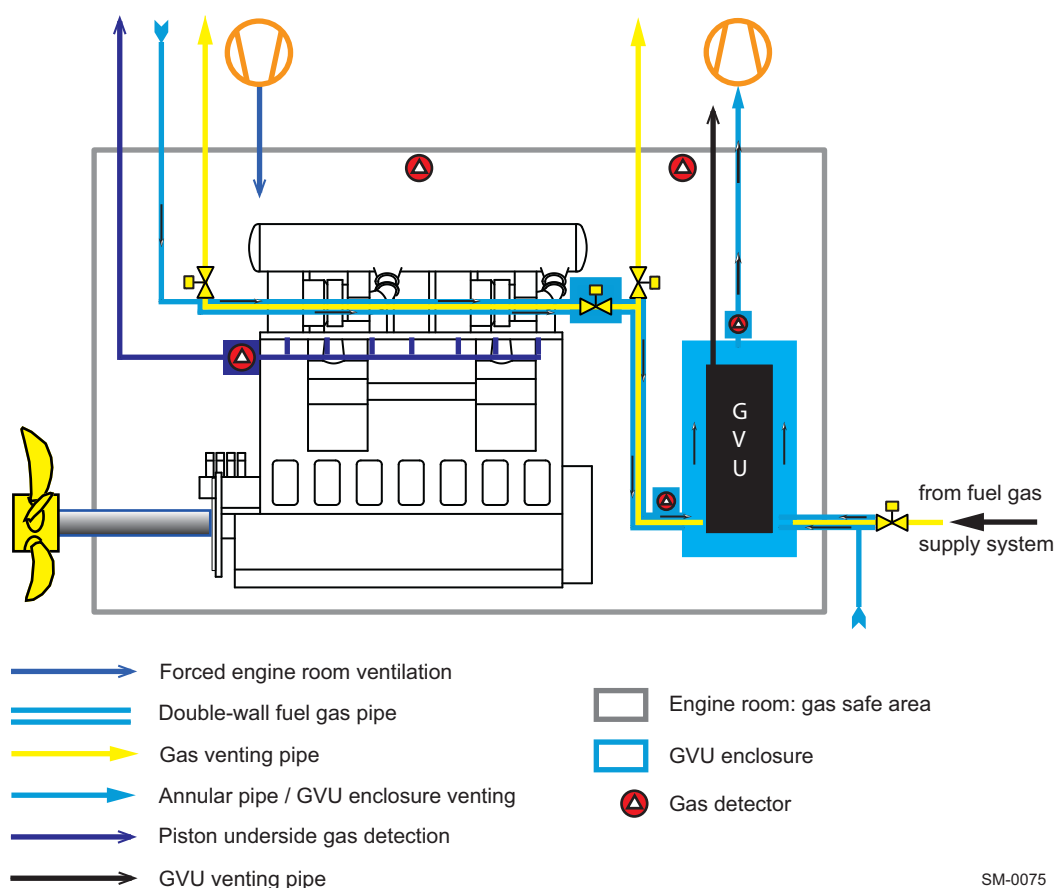 G
V
U
from fuel gas
supply system
Forced engine room ventilation
Double-wall fuel gas pipe
Gas venting pipe
Annular pipe / GVU enclosure venting
Piston underside gas detection
GVU venting pipe
Engine room: gas safe area
GVU enclosure
Gas detector
SM-0075